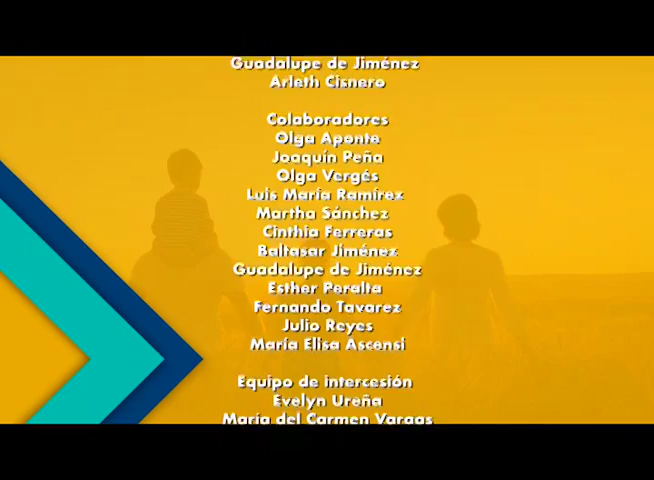 Guadalupe de Jiménez
Arleth Cisnero
Colaboradores
Olga Aponte
Joaquín Peña
Olga Vergés
Luis María Ramírez
Martha Sánchez
Cinthia Ferreras
Baltasar Jiménez
Guadalupe de Jiménez
Esther Peralta
Fernando Tavarez
Julio Reyes
María Elisa Ascensi
Equipo de intercesión
Evelyn Ureña
María del Carmen Vargas